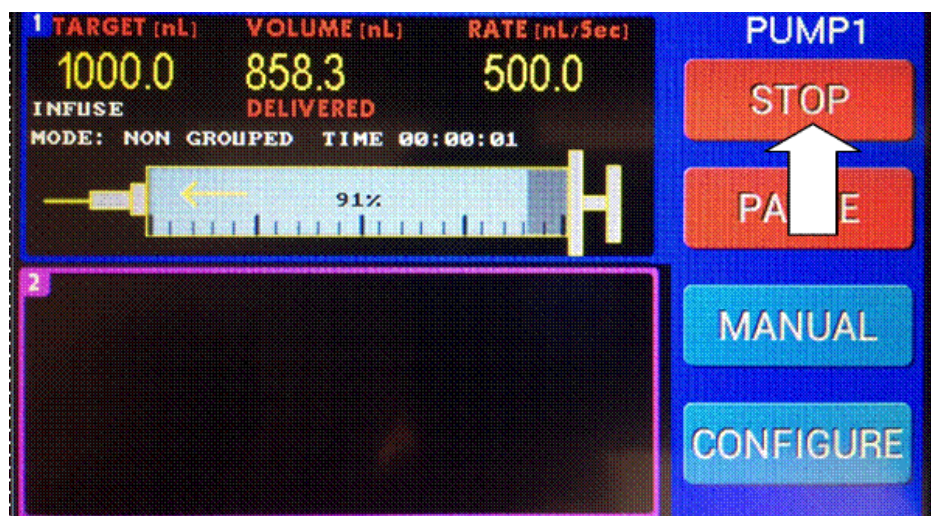 1 TARGET [nL] VOLUME [nL] RATE [nL/Sec]
1000.0 858.3 500.0
INFUSE DELIVERED
MODE: NON GROUPED TIME 00:00:01
91%
2
PUMP1
STOP
MANUAL
CONFIGURE